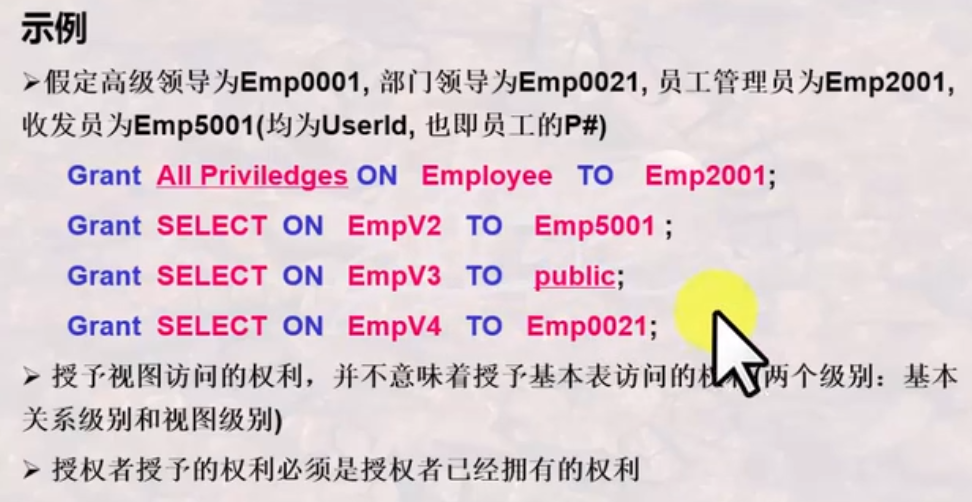 示例
➢假定高级领导为Emp0001, 部门领导为Emp0021, 员工管理员为Emp2001,
收发员为Emp5001(均为UserId, 也即员工的P#)
Grant All Priviledges ON Employee TO Emp2001;
Grant SELECT ON EmpV2 TO Emp5001 ;
Grant SELECT ON EmpV3 TO public;
Grant SELECT ON EmpV4 TO Emp0021;
➢ 授予视图访问的权利，并不意味着授予基本表访问的权 两个级别：基本
关系级别和视图级别)
➢ 授权者授予的权利必须是授权者已经拥有的权利